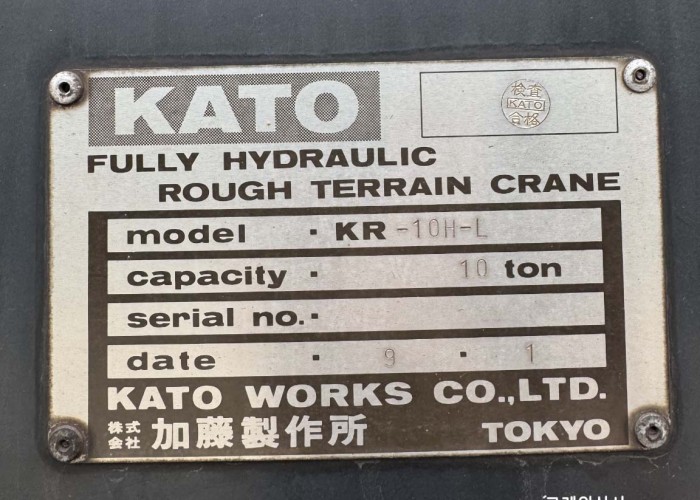 KATO
検査
KATO
合格
FULLY HYDRAULIC
ROUGH TERRAIN CRANE
model · KR-10H-L
capacity · 10 ton
serial no. ·
date · 9 · 1
KATO WORKS CO.,LTD.
株式会社 加藤製作所 TOKYO